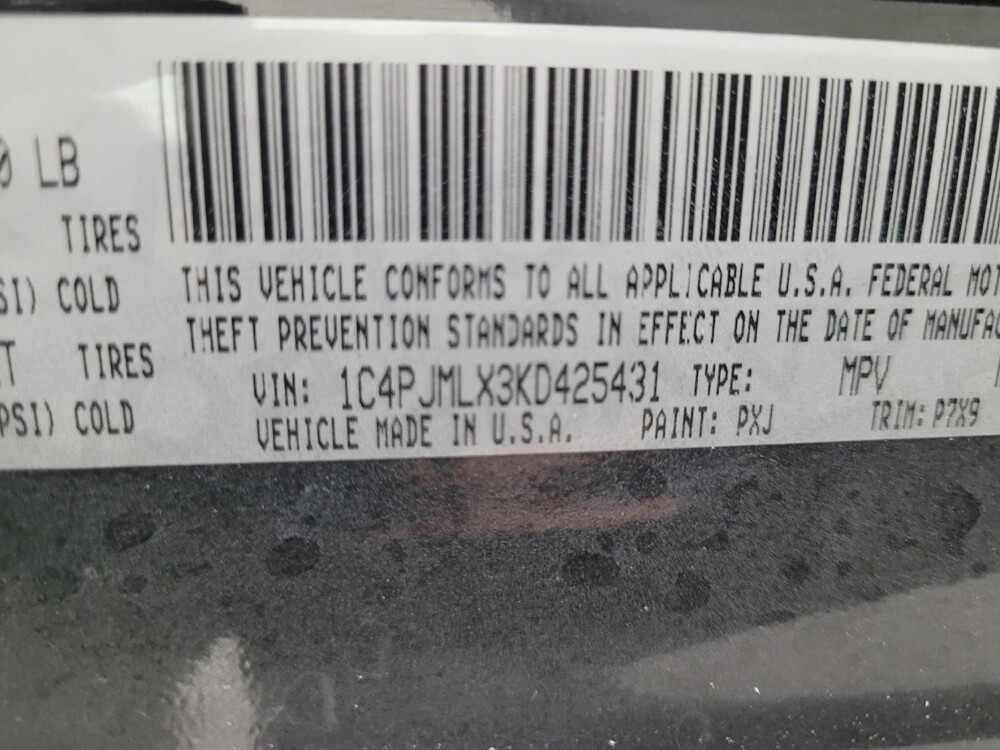 0 LB
TIRES
SI) COLD
THIS VEHICLE CONFORMS TO ALL APPLICABLE U.S.A. FEDERAL MOT
THEFT PREVENTION STANDARDS IN EFFECT ON THE DATE OF MANUFAC
T TIRES
VIN: 1C4PJMLX3KD425431 TYPE: MPV
PSI) COLD
VEHICLE MADE IN U.S.A. PAINT: PXJ TRIM: P7X9